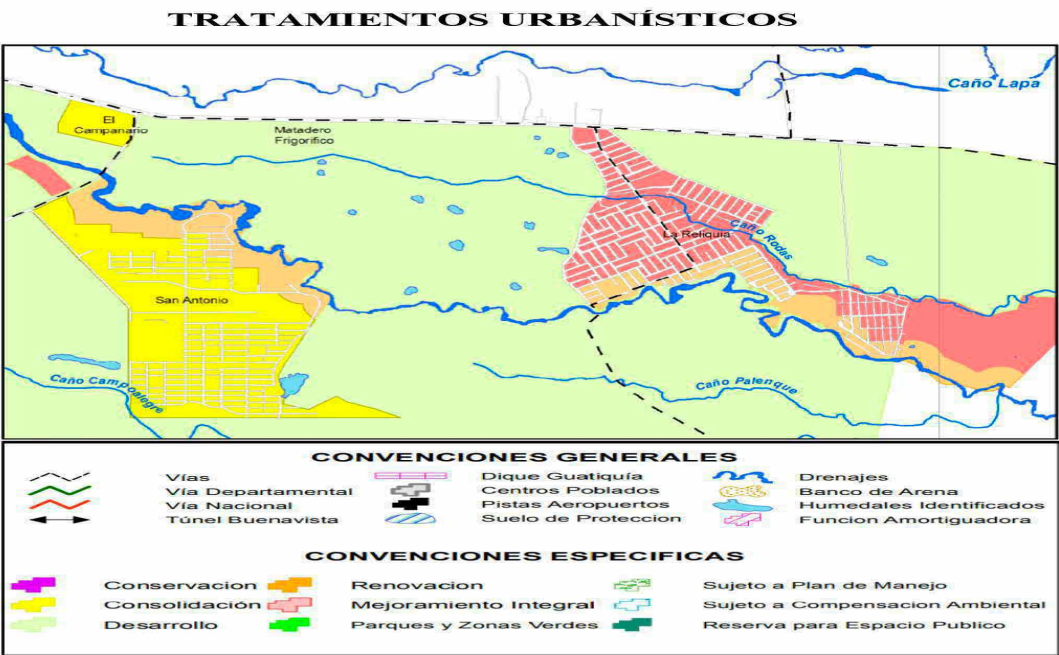 TRATAMIENTOS URBANÍSTICOS
Caño Lapa
El
Campanario
Matadero
Frigorifico
La Reliquia
Caño Rodas
San Antonio
Caño Campoalegre
Caño Palenque
CONVENCIONES GENERALES
Vías
Vía Departamental
Vía Nacional
Túnel Buenavista
Dique Guatiquía
Centros Poblados
Pistas Aeropuertos
Suelo de Proteccion
Drenajes
Banco de Arena
Humedales Identificados
Funcion Amortiguadora
CONVENCIONES ESPECIFICAS
Conservacion
Consolidación
Desarrollo
Renovacion
Mejoramiento Integral
Parques y Zonas Verdes
Sujeto a Plan de Manejo
Sujeto a Compensacion Ambiental
Reserva para Espacio Publico